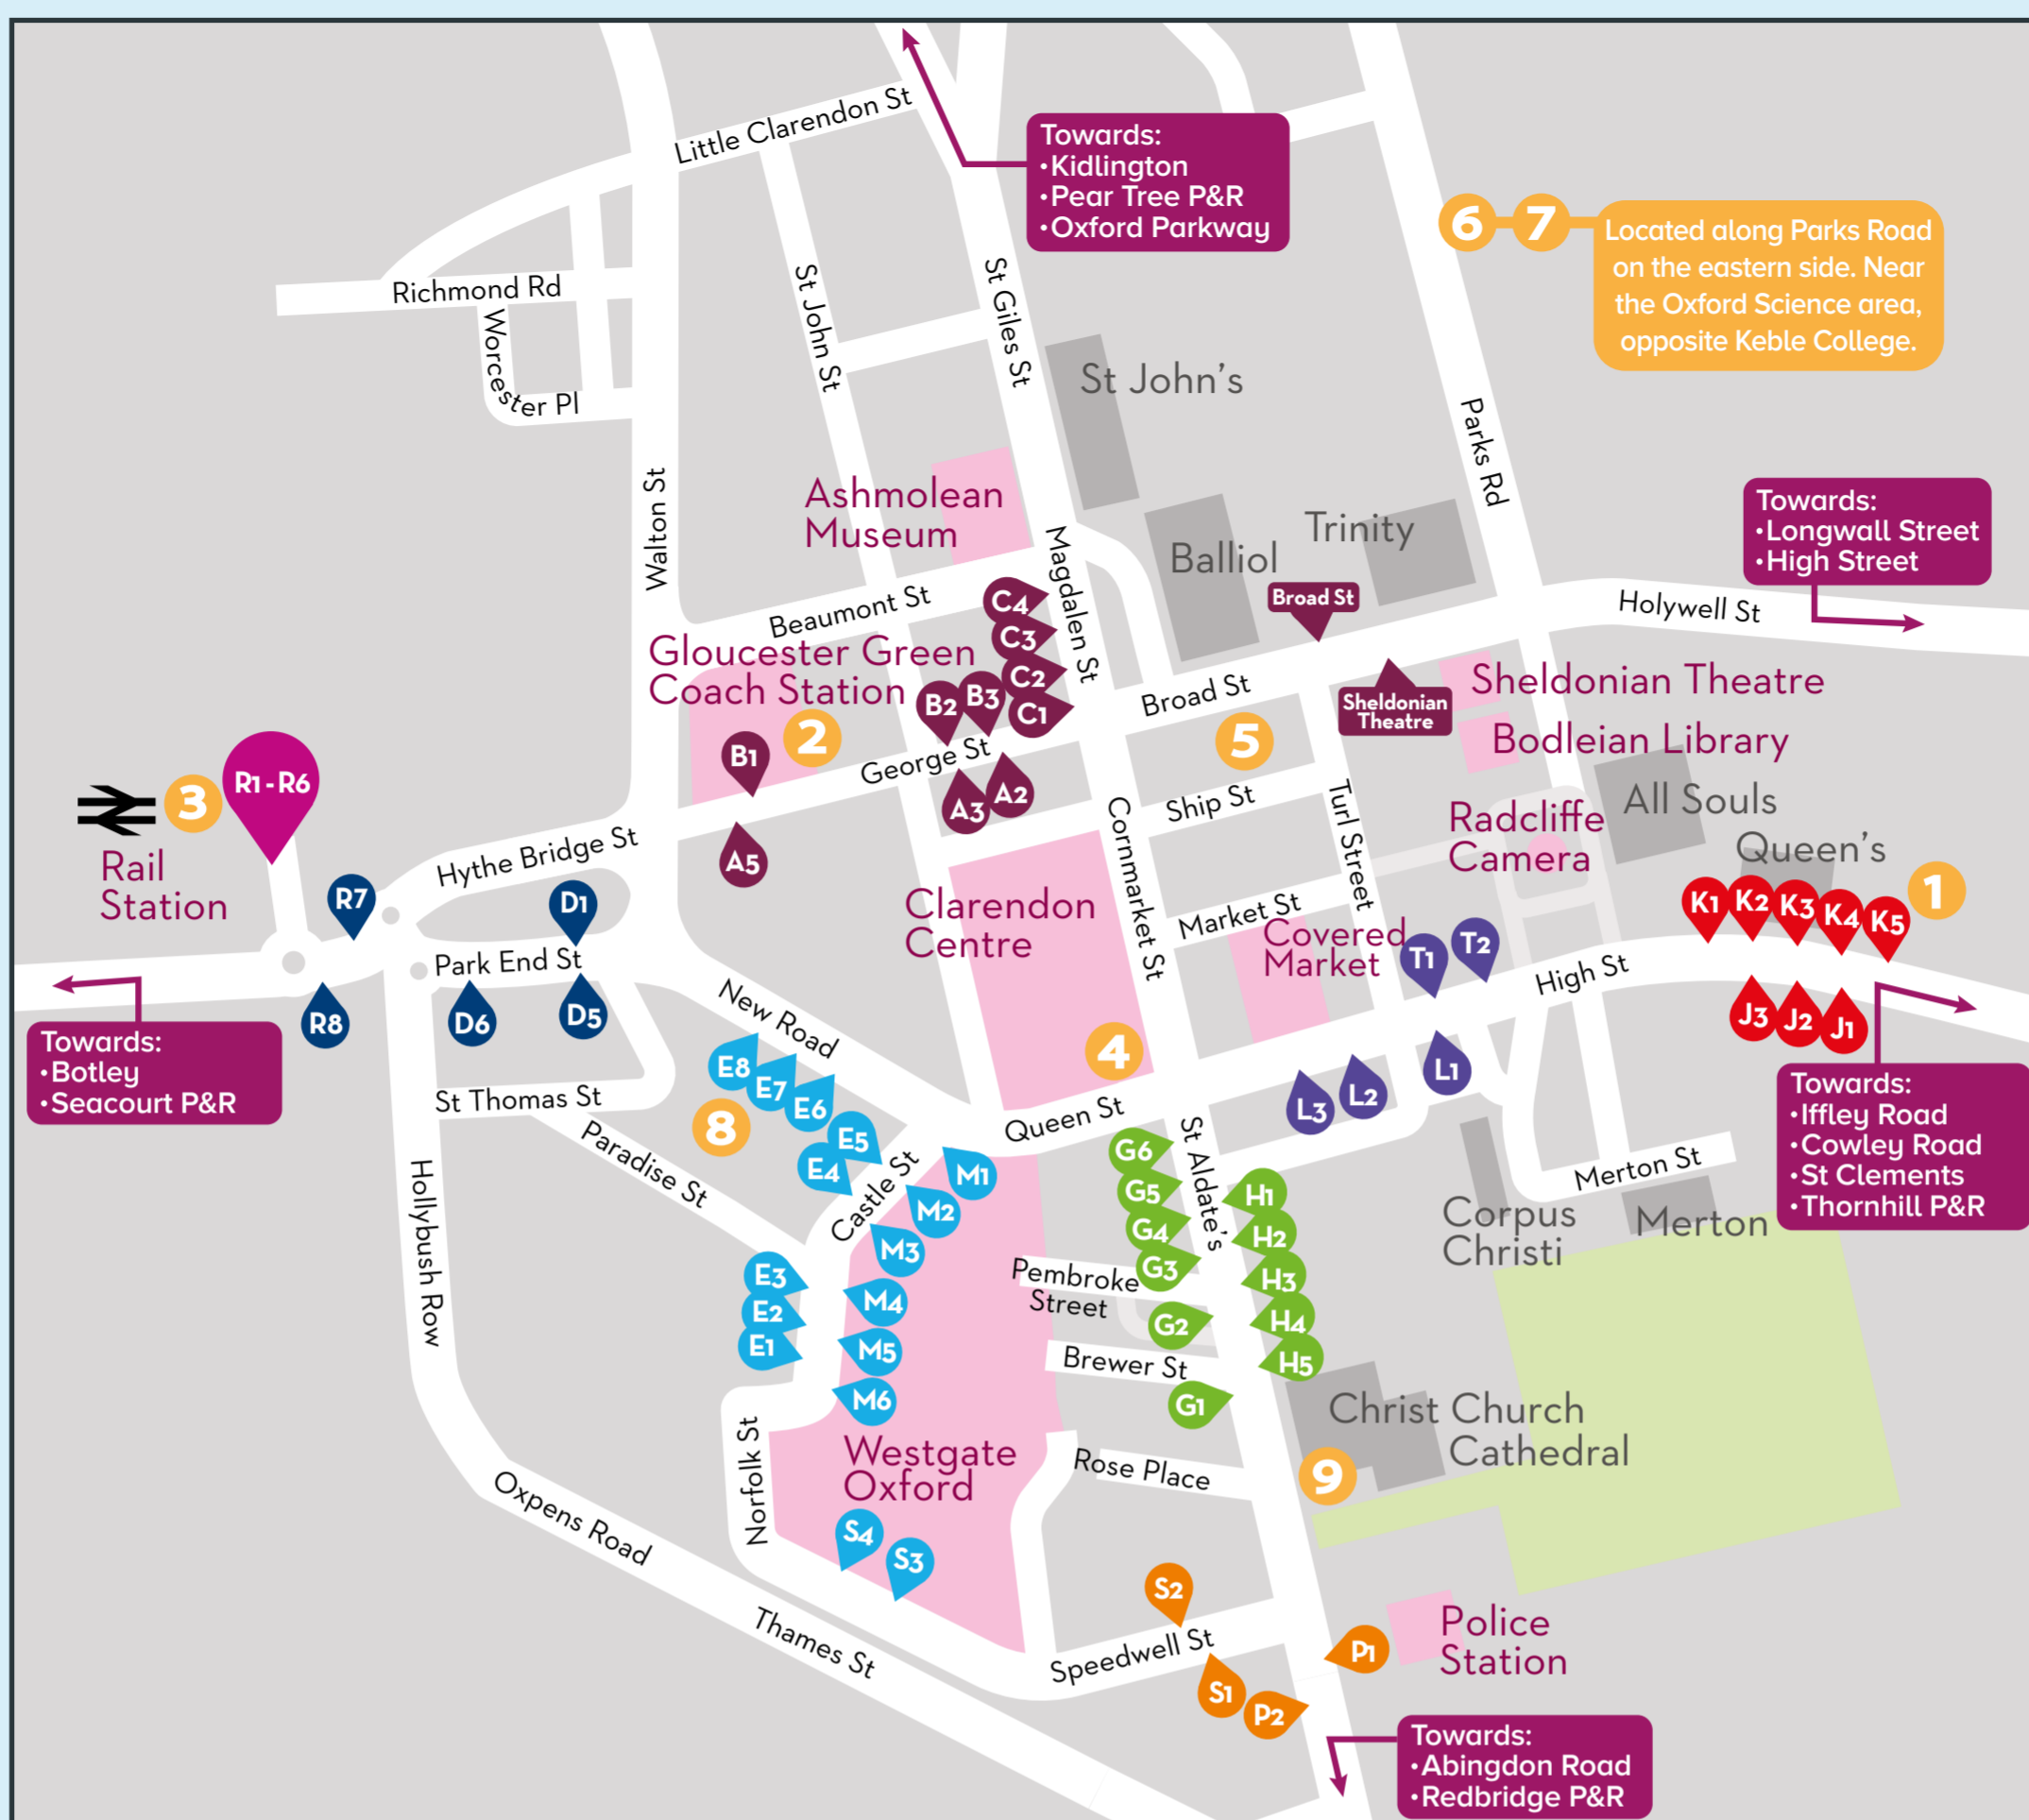 Little Clarendon St
Towards:
•Kidlington
•Pear Tree P&R
•Oxford Parkway
6
7
Located along Parks Road
on the eastern side. Near
the Oxford Science area,
opposite Keble College.
Richmond Rd
Worcester Pl
St John St
St Giles St
St John's
Parks Rd
Walton St
Ashmolean
Museum
Balliol
Trinity
Towards:
•Longwall Street
•High Street
Broad St
Holywell St
Beaumont St
Magdalen St
C4
C3
C2
C1
Gloucester Green
Coach Station
B2
B3
B1
2
Broad St
5
Sheldonian
Theatre
Sheldonian Theatre
Bodleian Library
George St
A3
A2
A5
Ship St
Turl Street
Cornmarket St
All Souls
Radcliffe
Camera
Queen's
1
3
R1-R6
Rail
Station
Hythe Bridge St
R7
D1
Park End St
R8
D6
D5
Clarendon
Centre
Market St
Covered
Market
T1
T2
High St
K1
K2
K3
K4
K5
J3
J2
J1
Towards:
•Botley
•Seacourt P&R
New Road
4
E8
E7
E6
E5
E4
8
St Thomas St
Paradise St
Castle St
Queen St
M1
M2
M3
M4
M5
M6
L3
L2
L1
Towards:
•Iffley Road
•Cowley Road
•St Clements
•Thornhill P&R
St Aldate's
G6
G5
G4
G3
G2
G1
H1
H2
H3
H4
H5
Merton St
Corpus
Christi
Merton
Hollybush Row
E3
E2
E1
Pembroke
Street
Brewer St
Christ Church
Cathedral
9
Rose Place
Norfolk St
Westgate
Oxford
S4
S3
Oxpens Road
Thames St
S2
Speedwell St
S1
P2
P1
Police
Station
Towards:
•Abingdon Road
•Redbridge P&R